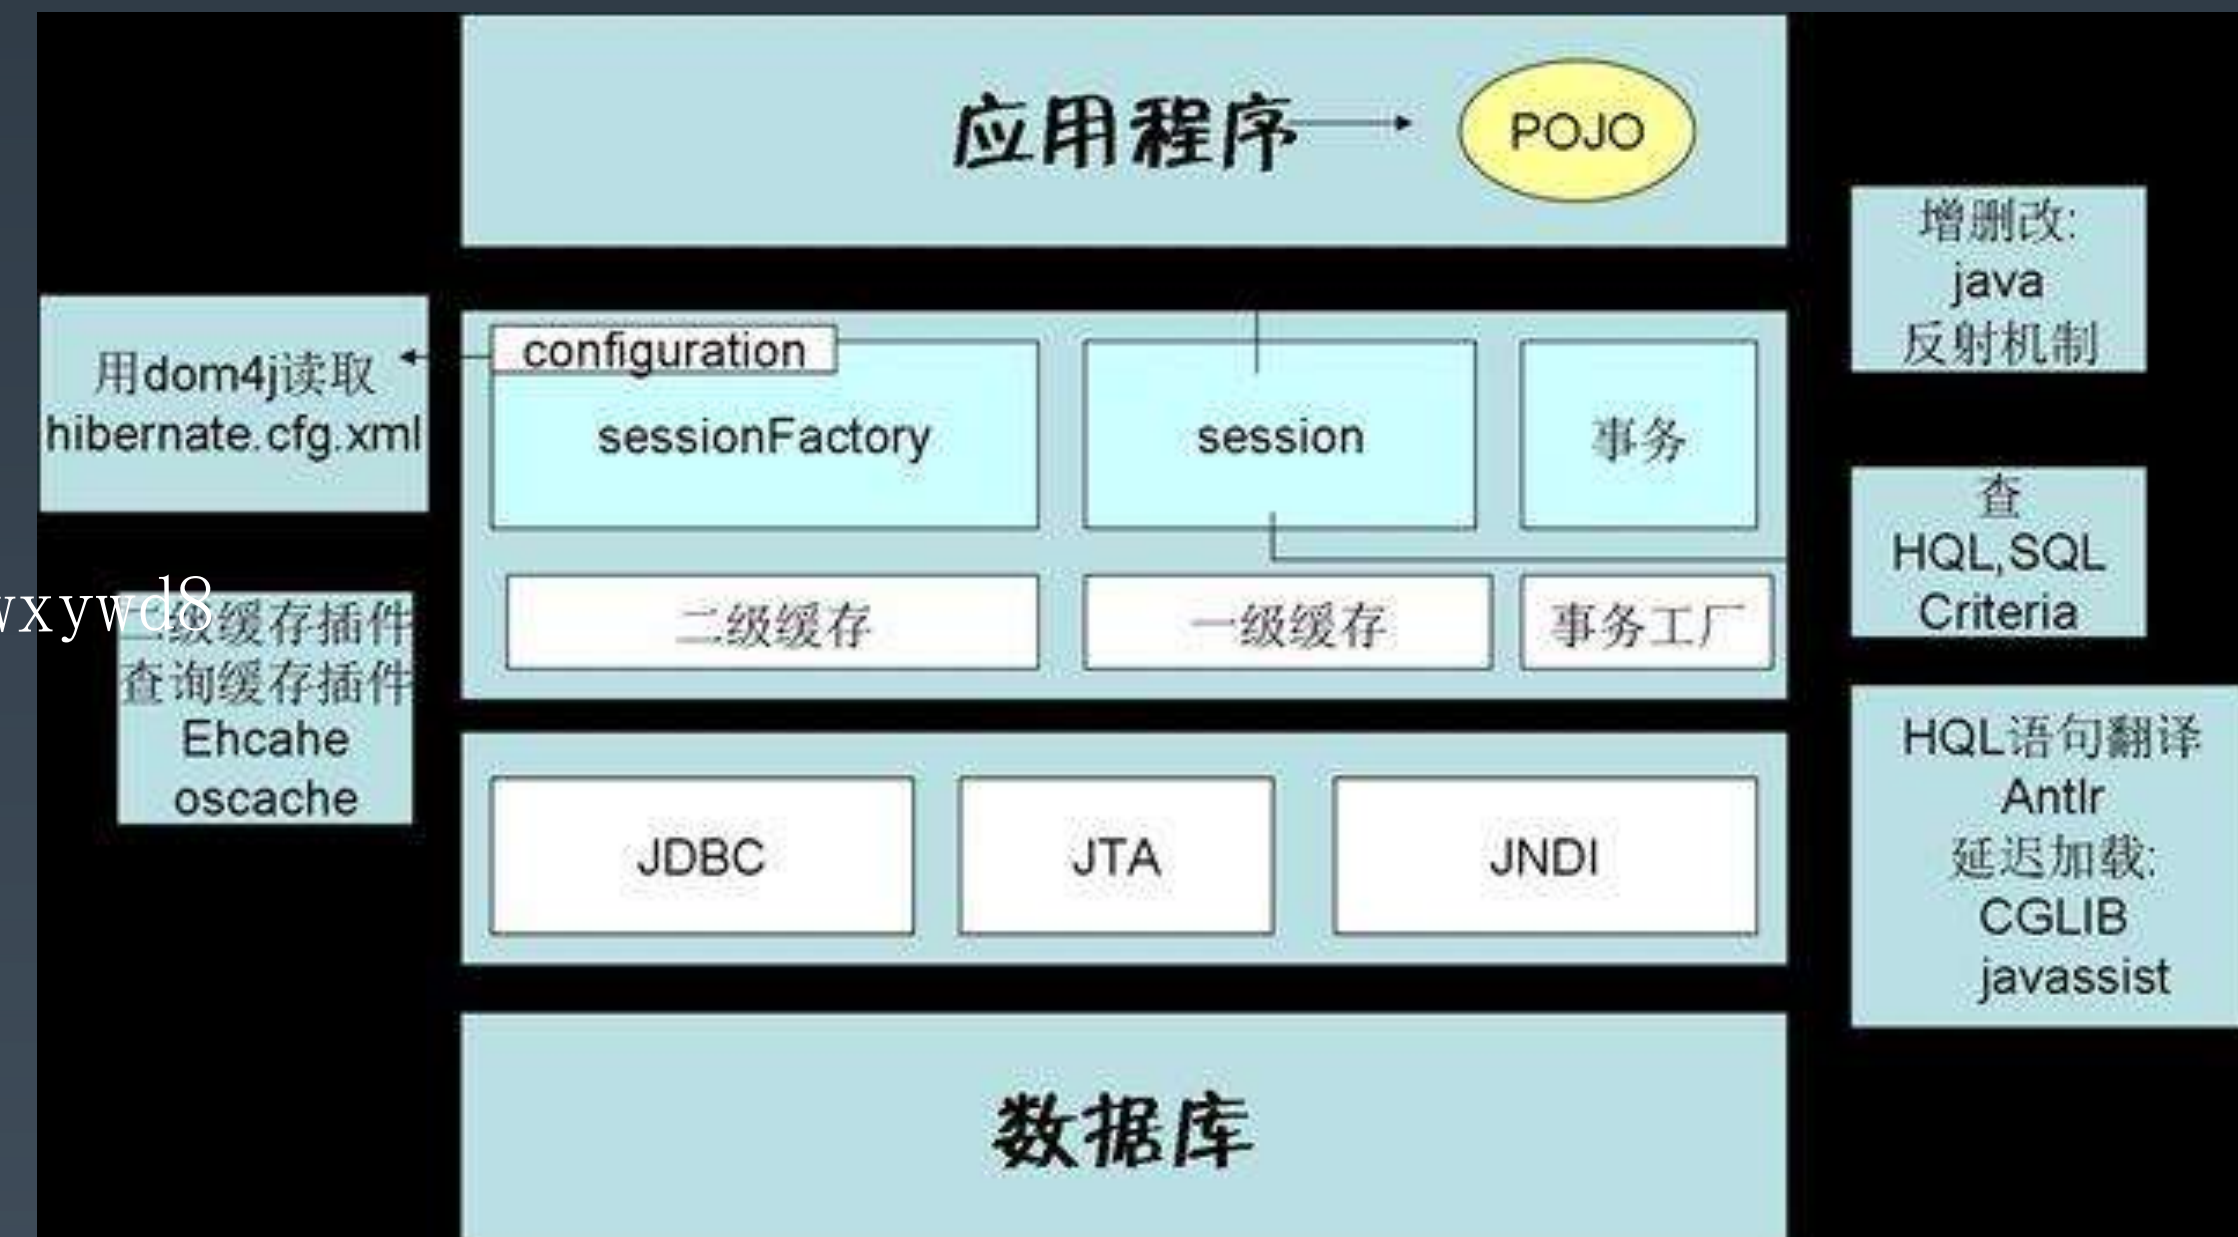 应用程序
POJO
增删改:
java
反射机制
用dom4j读取
hibernate.cfg.xml
configuration
sessionFactory
session
事务
查
HQL,SQL
Criteria
wxywd8
二级缓存插件
查询缓存插件
Ehcahe
oscache
二级缓存
一级缓存
事务工厂
HQL语句翻译
Antlr
延迟加载:
CGLIB
javassist
JDBC
JTA
JNDI
数据库